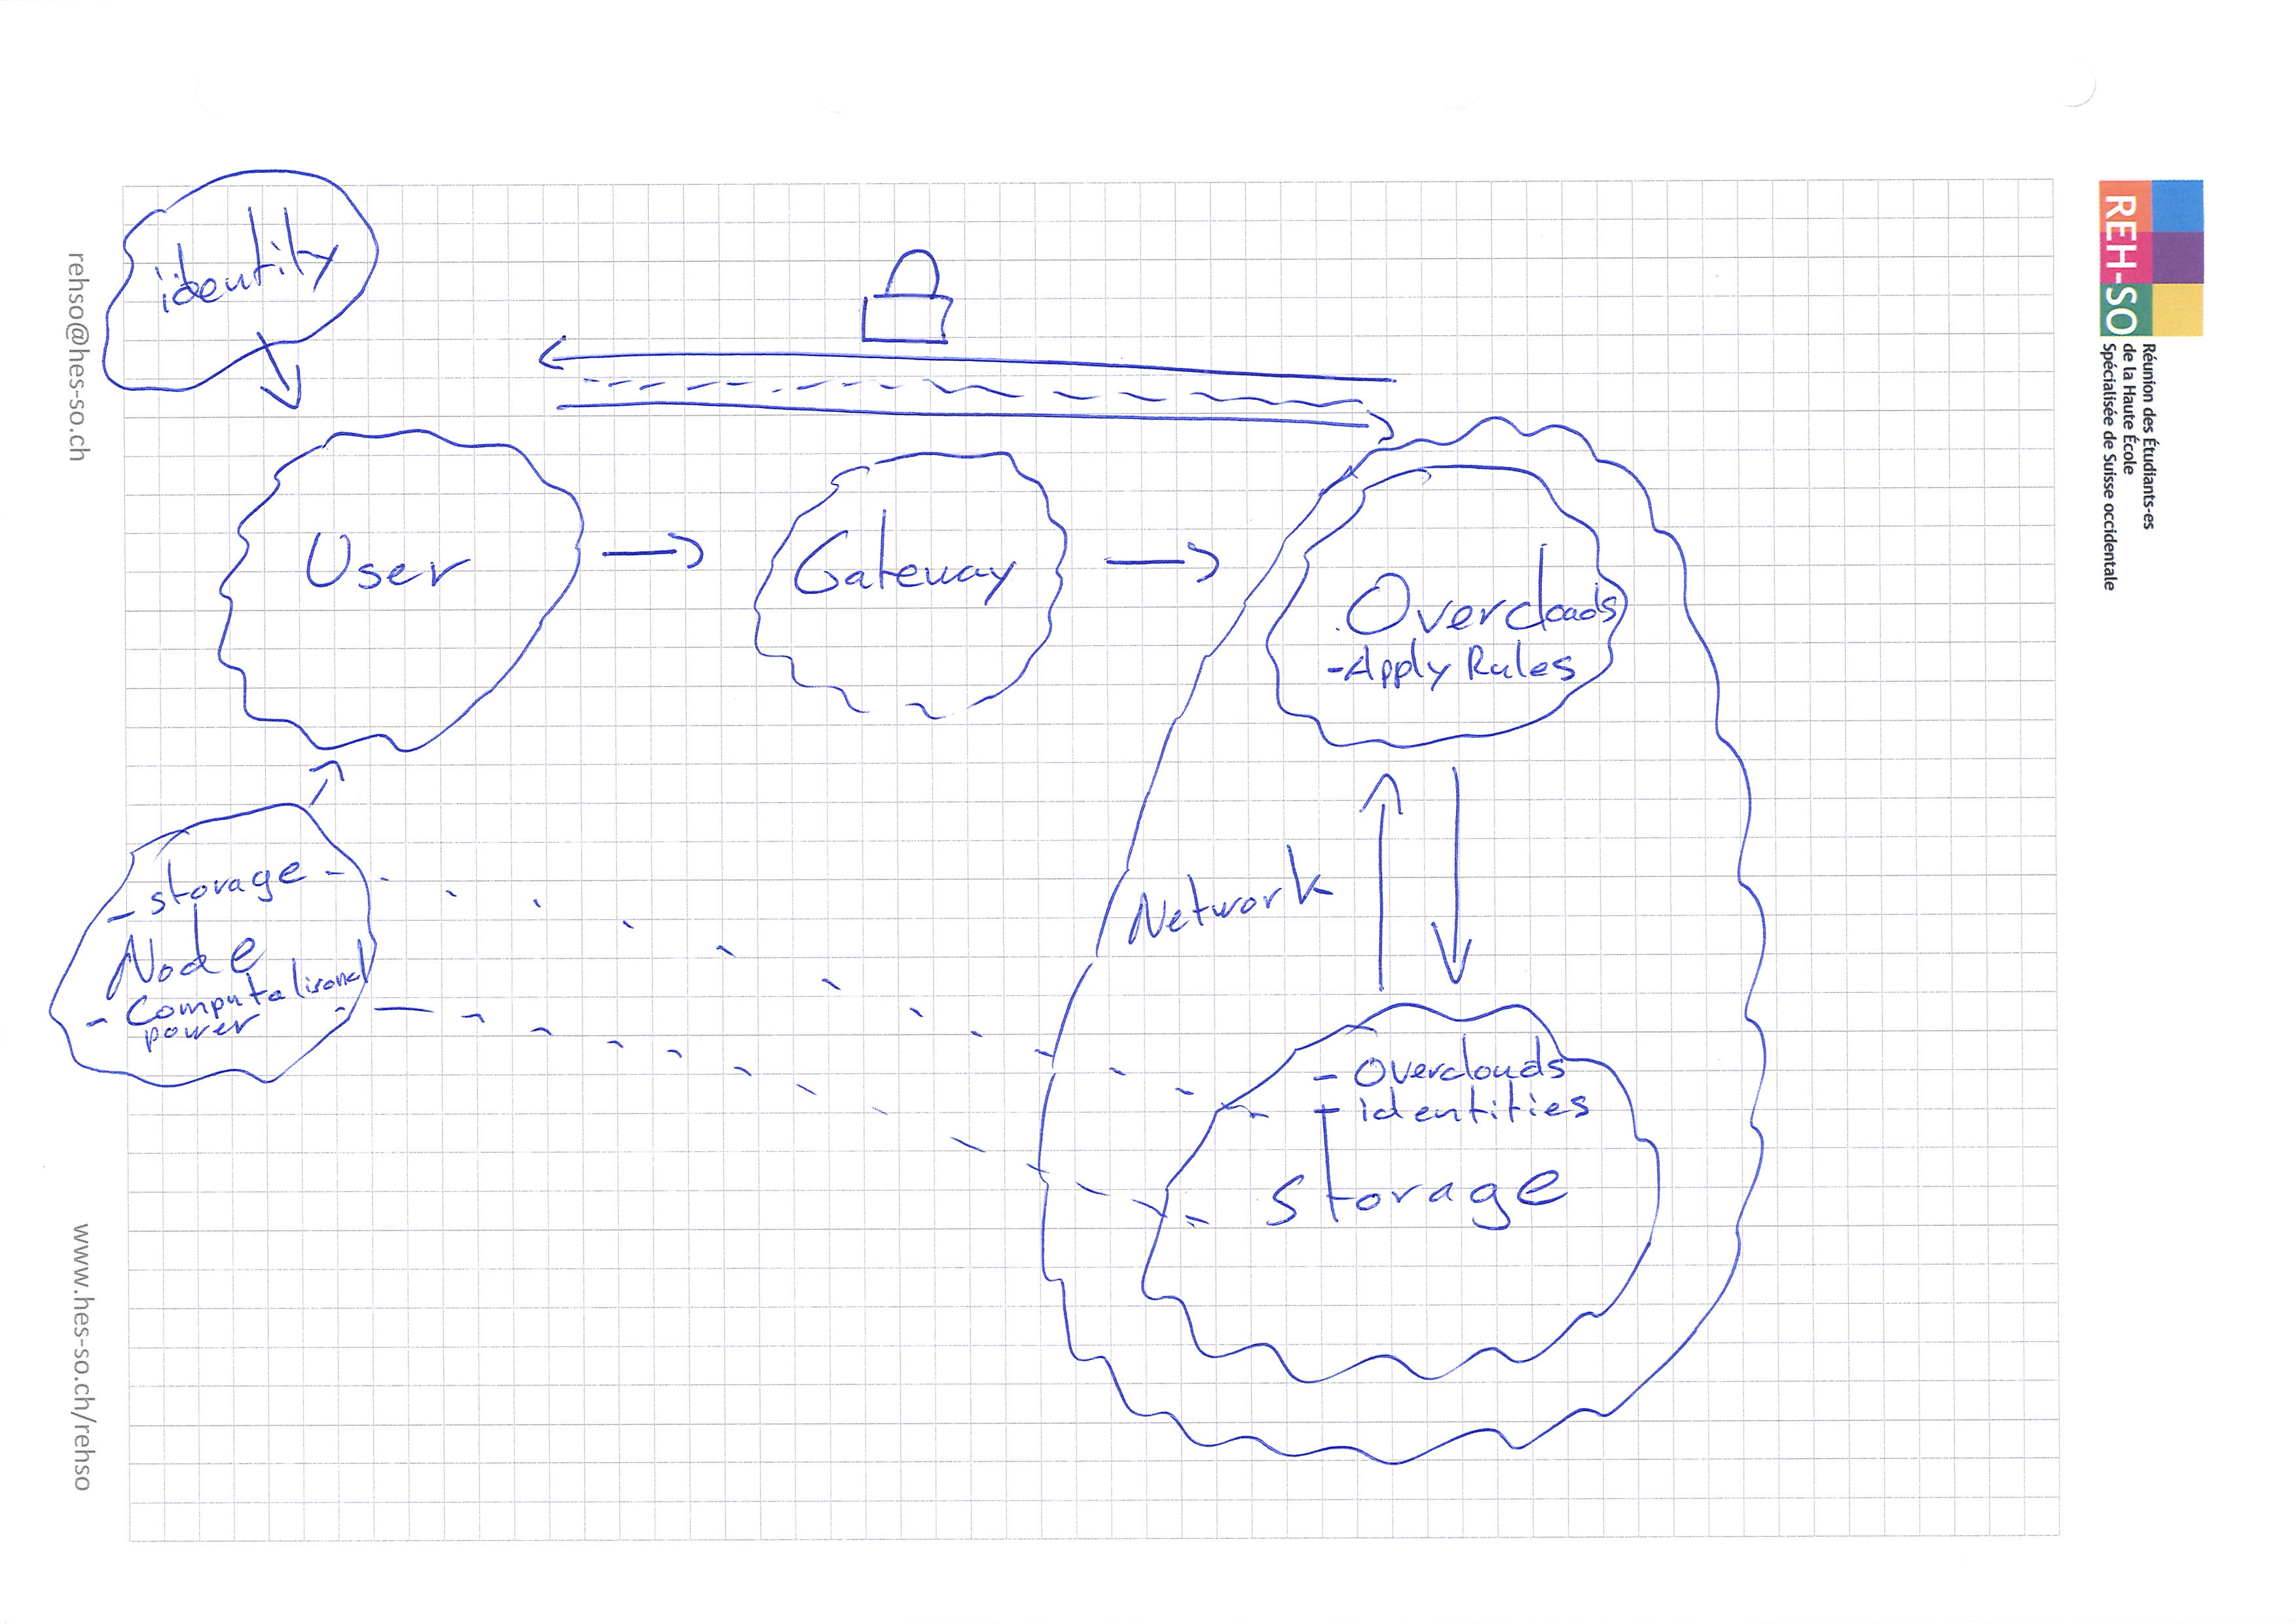 identity
User
Gateway
Overclouds
-Apply Rules
- storage -
Node
- Computational
power
Network
- Overclouds
- identities
Storage
rehso@hes-so.ch
www.hes-so.ch/rehso
REH-SO
Réunion des Étudiants-es
de la Haute École
Spécialisée de Suisse occidentale